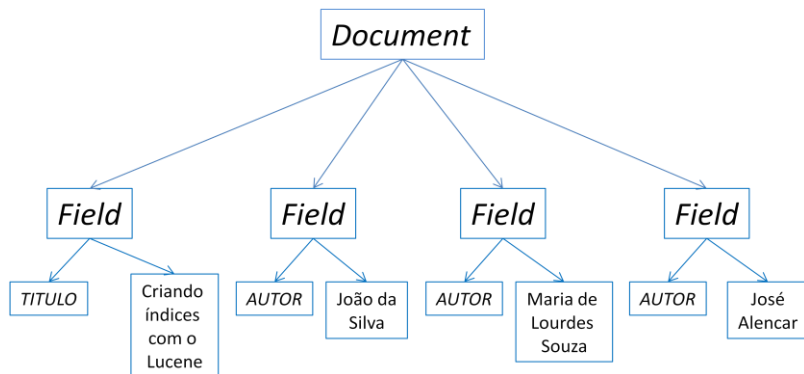 Document
Field
Field
Field
Field
TITULO
Criando
índices
com o
Lucene
AUTOR
João da
Silva
AUTOR
Maria de
Lourdes
Souza
AUTOR
José
Alencar